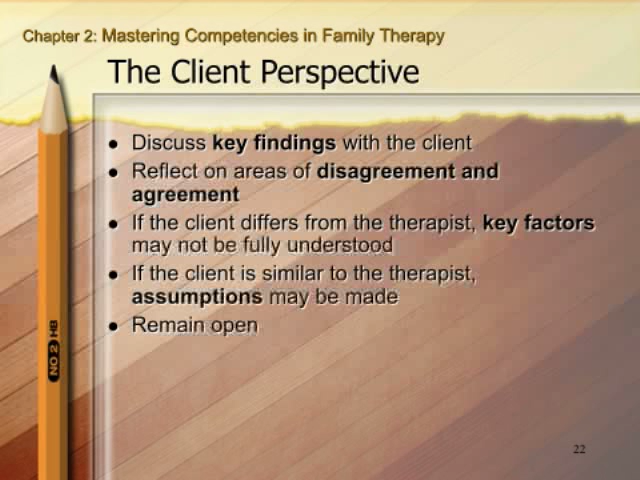 Chapter 2: Mastering Competencies in Family Therapy
The Client Perspective
● Discuss key findings with the client
● Reflect on areas of disagreement and
agreement
● If the client differs from the therapist, key factors
may not be fully understood
● If the client is similar to the therapist,
assumptions may be made
● Remain open
NO 2 HB
22